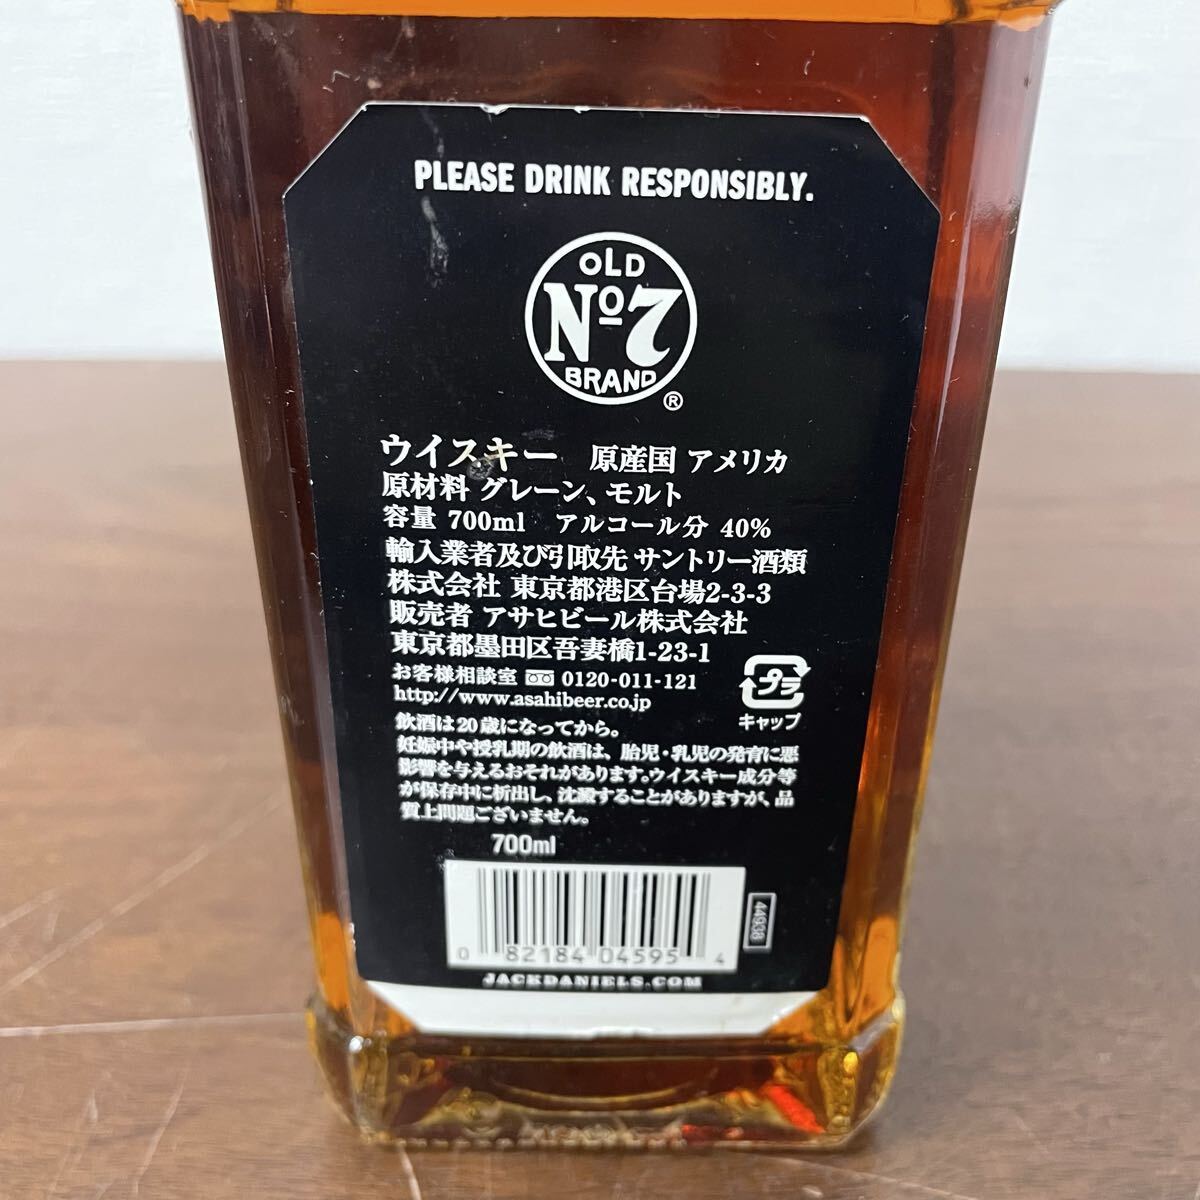 PLEASE DRINK RESPONSIBLY.
OLD
Nº7
BRAND
®
ウイスキー 原産国 アメリカ
原材料 グレーン、モルト
容量 700ml アルコール分 40%
輸入業者及び引取先 サントリー酒類
株式会社 東京都港区台場2-3-3
販売者 アサヒビール株式会社
東京都墨田区吾妻橋1-23-1
お客様相談室 0120-011-121
http://www.asahibeer.co.jp
プラ
キャップ
飲酒は20歳になってから。
妊娠中や授乳期の飲酒は、胎児・乳児の発育に悪
影響を与えるおそれがあります。ウイスキー成分等
が保存中に析出し、沈澱することがありますが、品
質上問題ございません。
700ml
0 82184 04595 4
44938
JACKDANIELS.COM